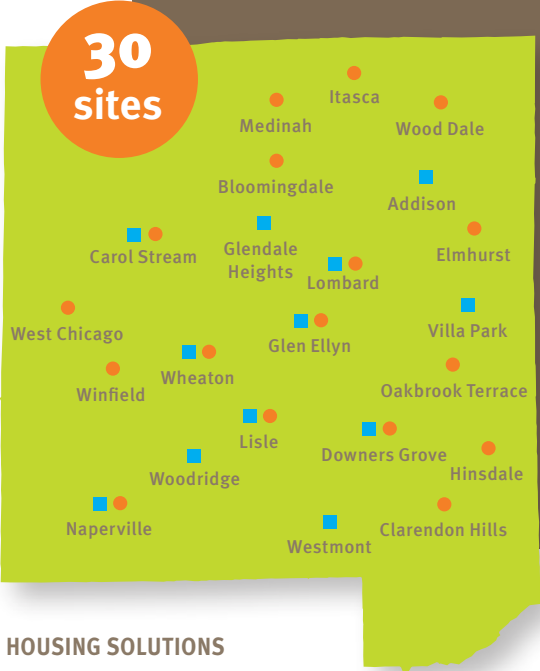 30
sites
Itasca
Medinah
Wood Dale
Bloomingdale
Addison
Glendale
Heights
Elmhurst
Carol Stream
Lombard
West Chicago
Villa Park
Glen Ellyn
Wheaton
Winfield
Oakbrook Terrace
Lisle
Downers Grove
Hinsdale
Woodridge
Naperville
Clarendon Hills
Westmont
HOUSING SOLUTIONS